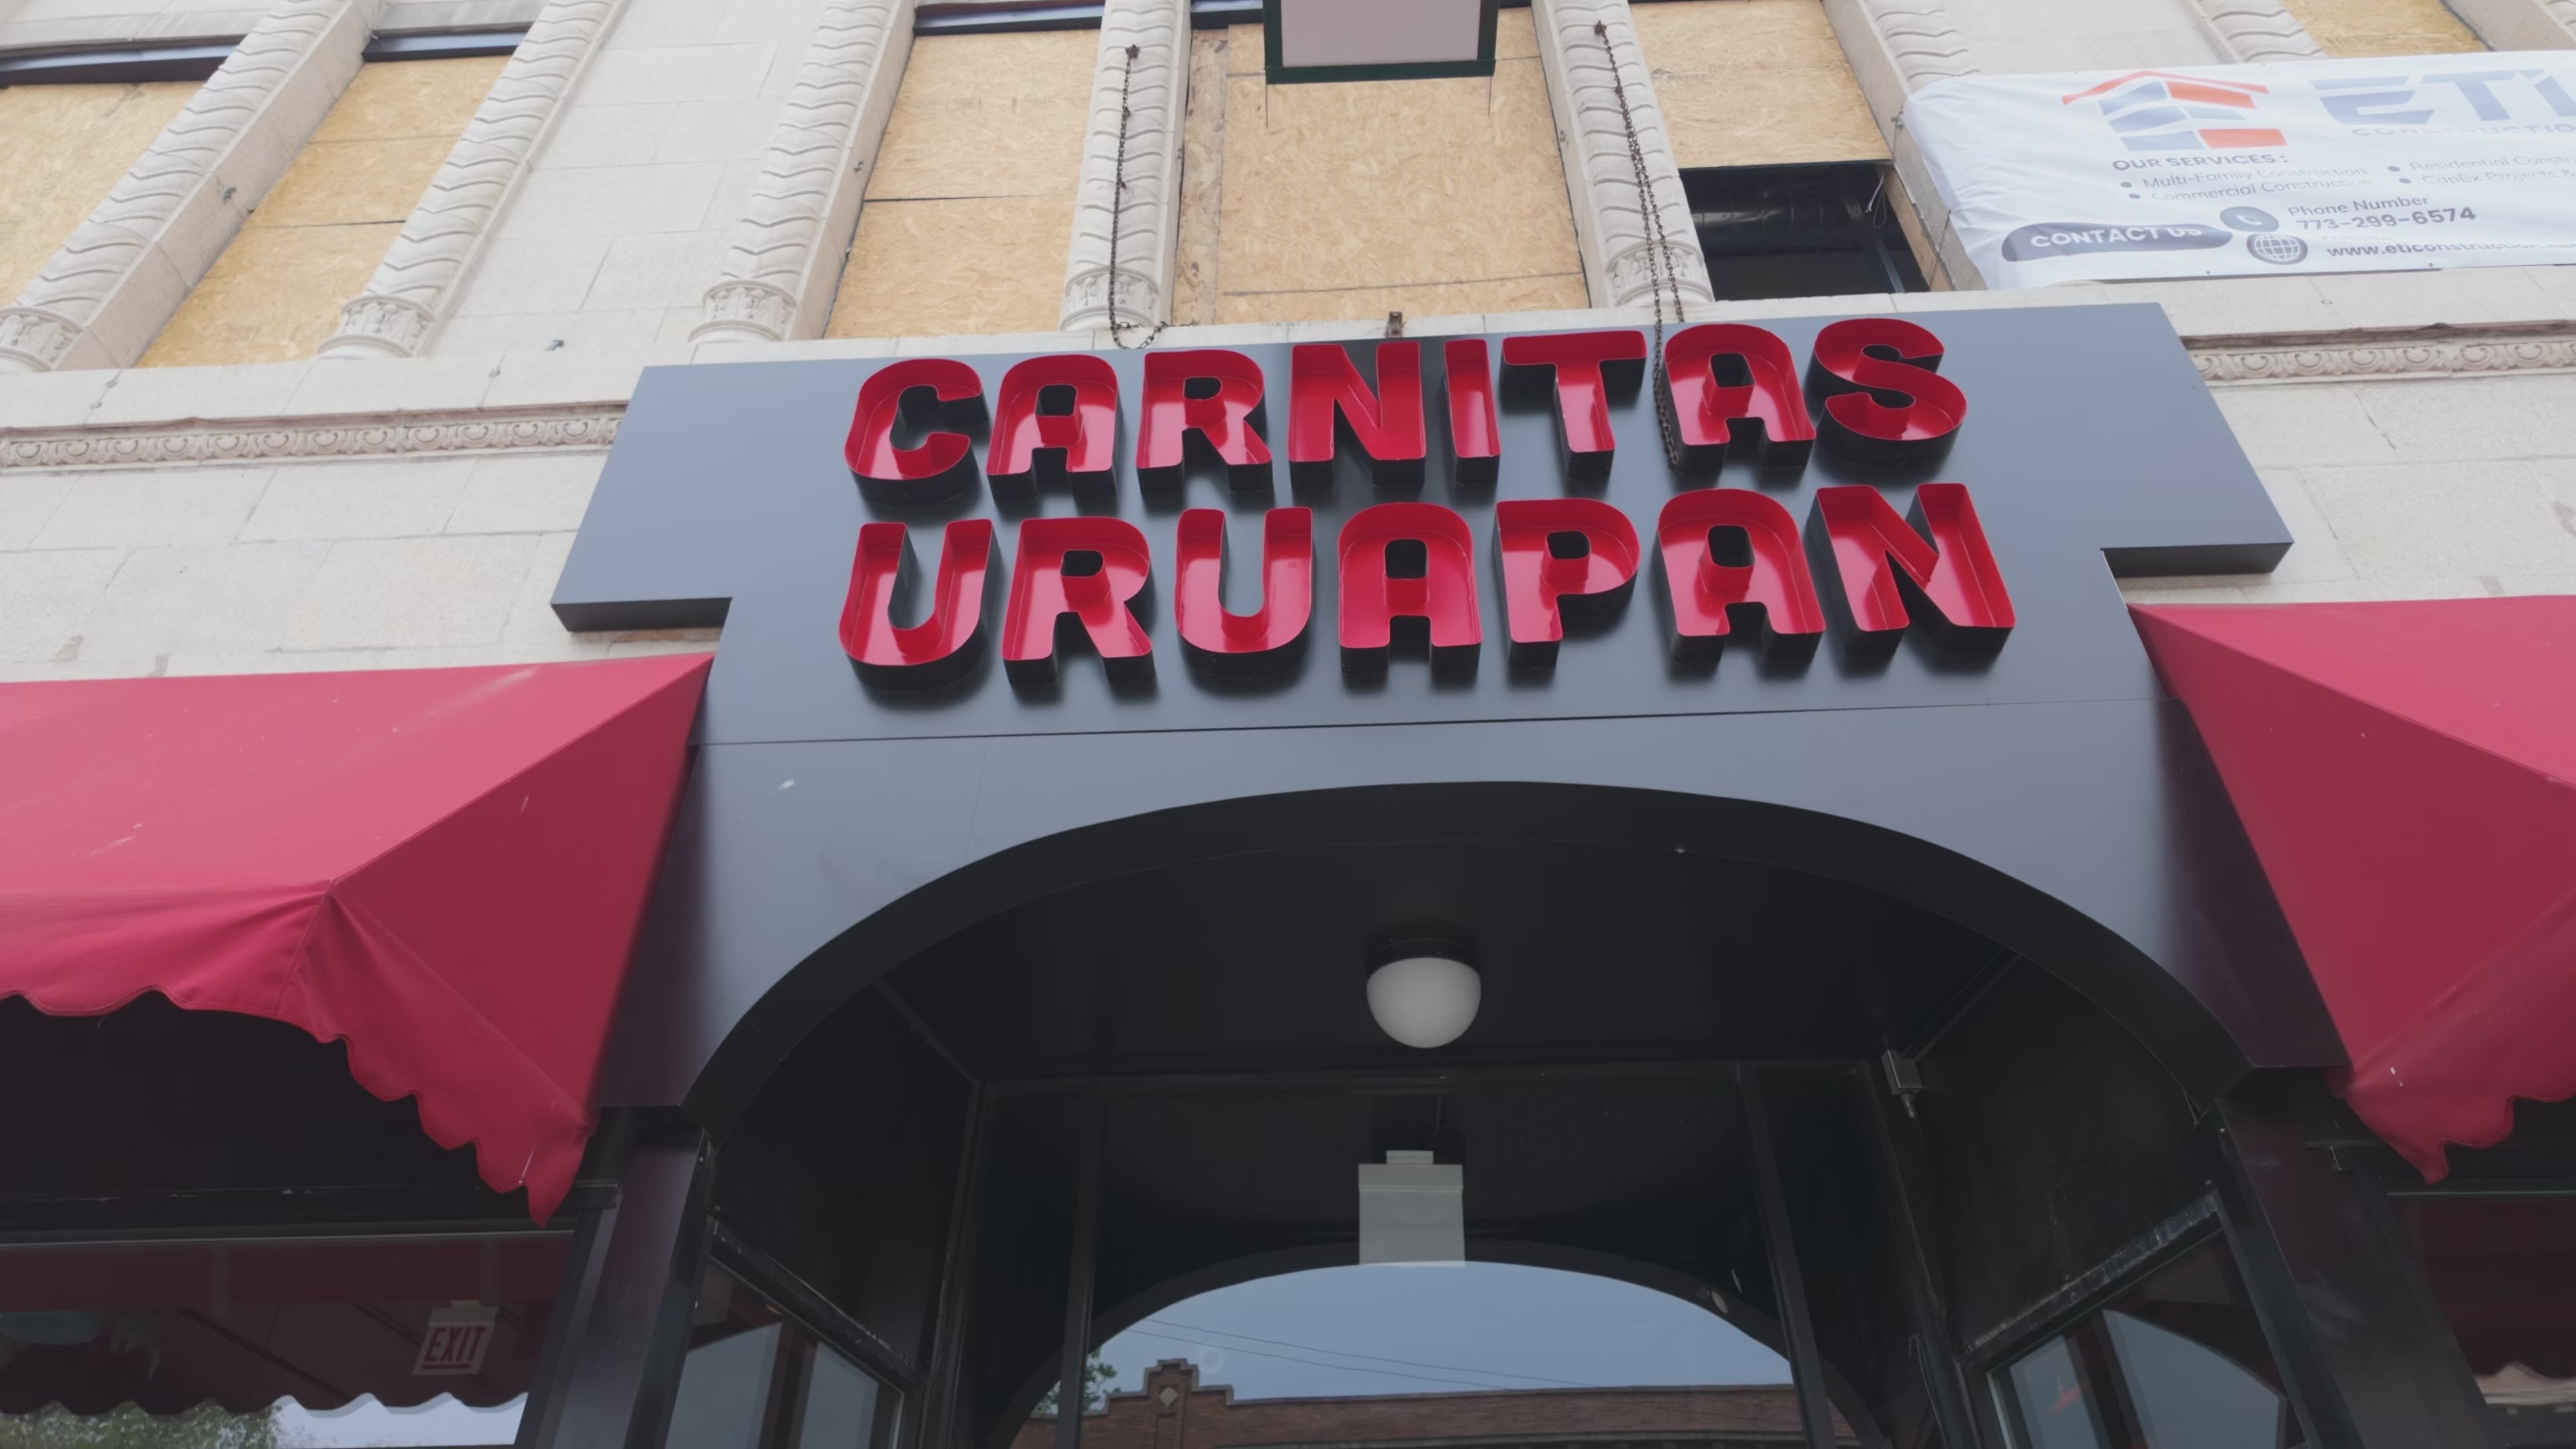 CARNITAS
URUAPAN
OUR SERVICES :
• Multi-Family Construction
• Commercial Construction
CONTACT US
Phone Number
773-299-6574
EXIT